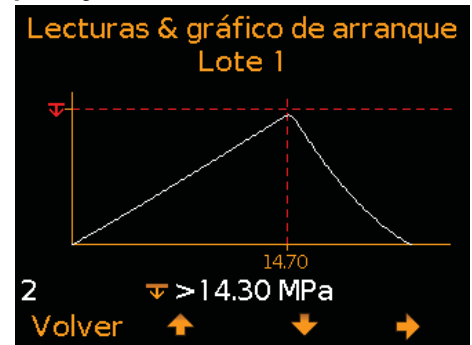 Lecturas & gráfico de arranque
Lote 1
14.70
2 >14.30 MPa
Volver